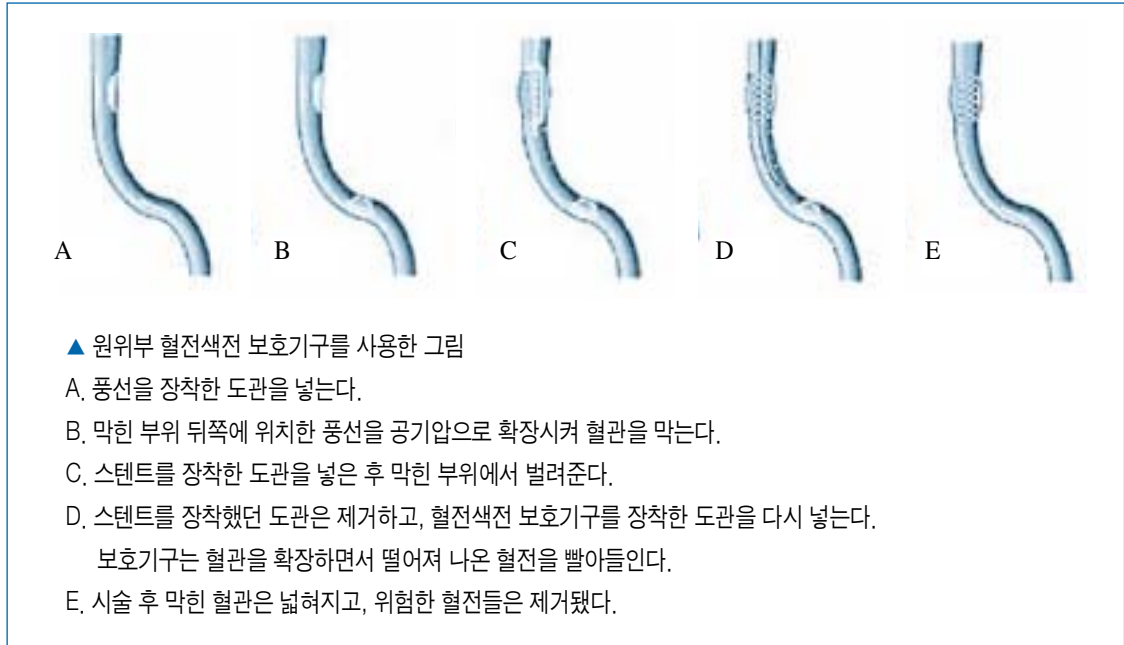 A
B
C
D
E
▲ 원위부 혈전색전 보호기구를 사용한 그림
A. 풍선을 장착한 도관을 넣는다.
B. 막힌 부위 뒤쪽에 위치한 풍선을 공기압으로 확장시켜 혈관을 막는다.
C. 스텐트를 장착한 도관을 넣은 후 막힌 부위에서 벌려준다.
D. 스텐트를 장착했던 도관은 제거하고, 혈전색전 보호기구를 장착한 도관을 다시 넣는다.
보호기구는 혈관을 확장하면서 떨어져 나온 혈전을 빨아들인다.
E. 시술 후 막힌 혈관은 넓혀지고, 위험한 혈전들은 제거됐다.